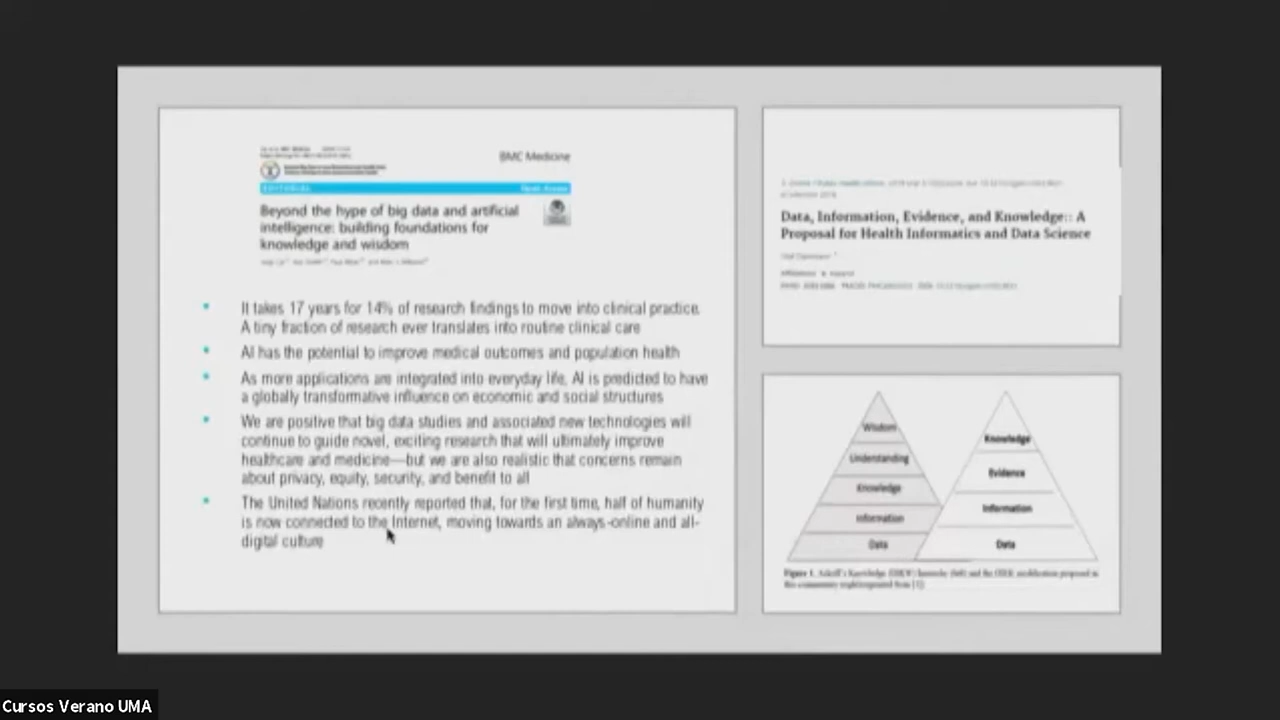 BMC Medicine
EDITORIAL
Open Access
Beyond the hype of big data and artificial
intelligence: building foundations for
knowledge and wisdom
• It takes 17 years for 14% of research findings to move into clinical practice.
A tiny fraction of research ever translates into routine clinical care
• AI has the potential to improve medical outcomes and population health
• As more applications are integrated into everyday life, AI is predicted to have
a globally transformative influence on economic and social structures
• We are positive that big data studies and associated new technologies will
continue to guide novel, exciting research that will ultimately improve
healthcare and medicine—but we are also realistic that concerns remain
about privacy, equity, security, and benefit to all
• The United Nations recently reported that, for the first time, half of humanity
is now connected to the Internet, moving towards an always-online and all-
digital culture
Data, Information, Evidence, and Knowledge:: A
Proposal for Health Informatics and Data Science
Wisdom
Understanding
Knowledge
Information
Data
Knowledge
Evidence
Information
Data
Figure 1. Ackoff's Knowledge
Cursos Verano UMA